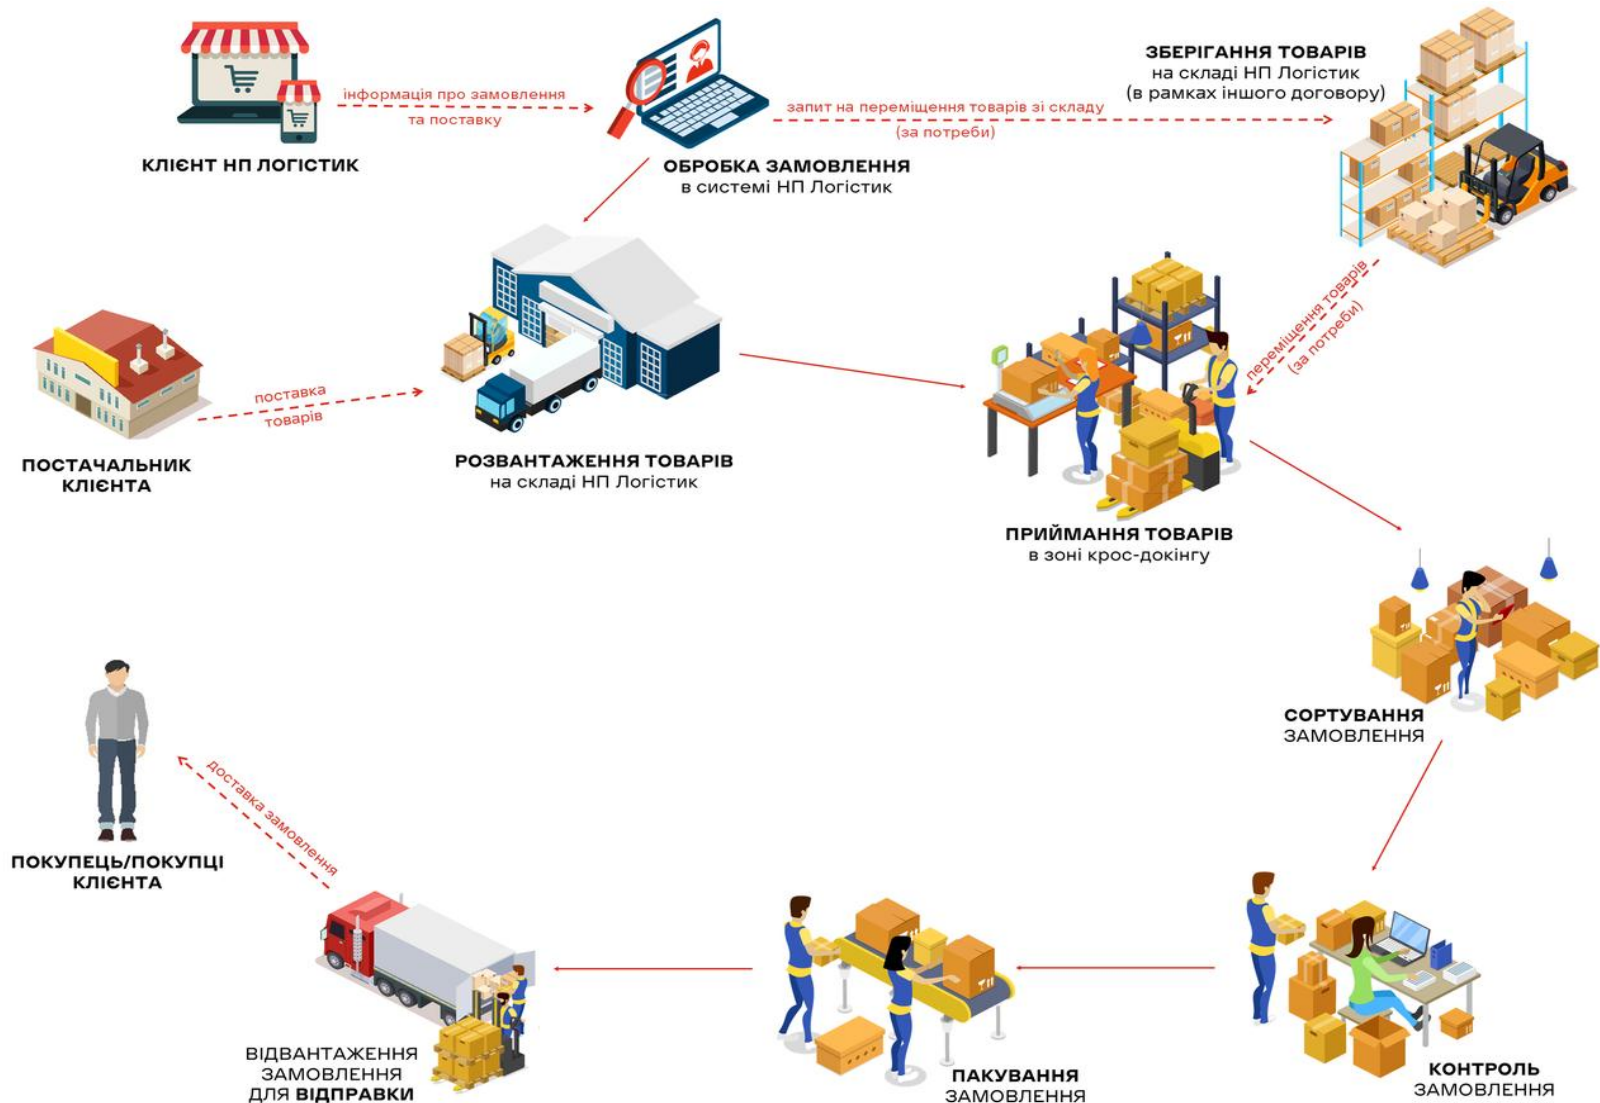 КЛІЄНТ НП ЛОГІСТИК
інформація про замовлення
та поставку
ОБРОБКА ЗАМОВЛЕННЯ
в системі НП Логістик
запит на переміщення товарів зі складу
(за потреби)
ЗБЕРІГАННЯ ТОВАРІВ
на складі НП Логістик
(в рамках іншого договору)
переміщення товарів
(за потреби)
ПОСТАЧАЛЬНИК
КЛІЄНТА
поставка
товарів
РОЗВАНТАЖЕННЯ ТОВАРІВ
на складі НП Логістик
ПРИЙМАННЯ ТОВАРІВ
в зоні крос-докінгу
СОРТУВАННЯ
ЗАМОВЛЕННЯ
КОНТРОЛЬ
ЗАМОВЛЕННЯ
ПАКУВАННЯ
ЗАМОВЛЕННЯ
ВІДВАНТАЖЕННЯ
ЗАМОВЛЕННЯ
ДЛЯ ВІДПРАВКИ
доставка замовлення
ПОКУПЕЦЬ/ПОКУПЦІ
КЛІЄНТА